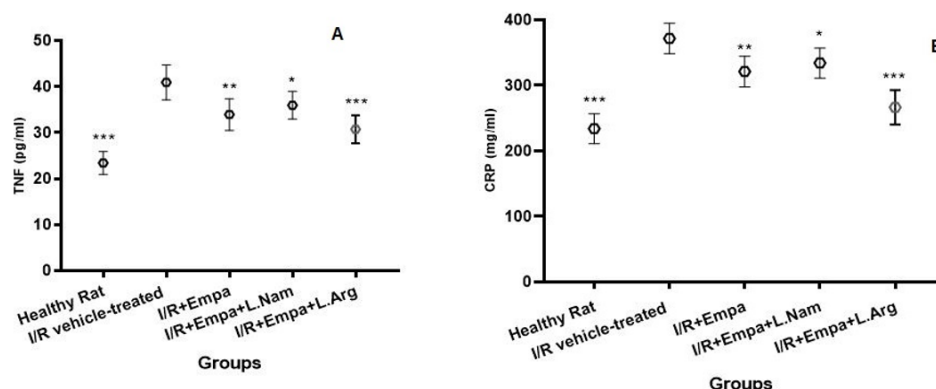 A
TNF (pg/ml)
50
40
30
20
10
0
***
**
*
***
Healthy Rat
I/R vehicle-treated
I/R+Empa
I/R+Empa+L.Nam
I/R+Empa+L.Arg
Groups
CRP (mg/ml)
400
300
200
100
0
***
**
*
***
Healthy Rat
I/R vehicle-treated
I/R+Empa
I/R+Empa+L.Nam
I/R+Empa+L.Arg
Groups